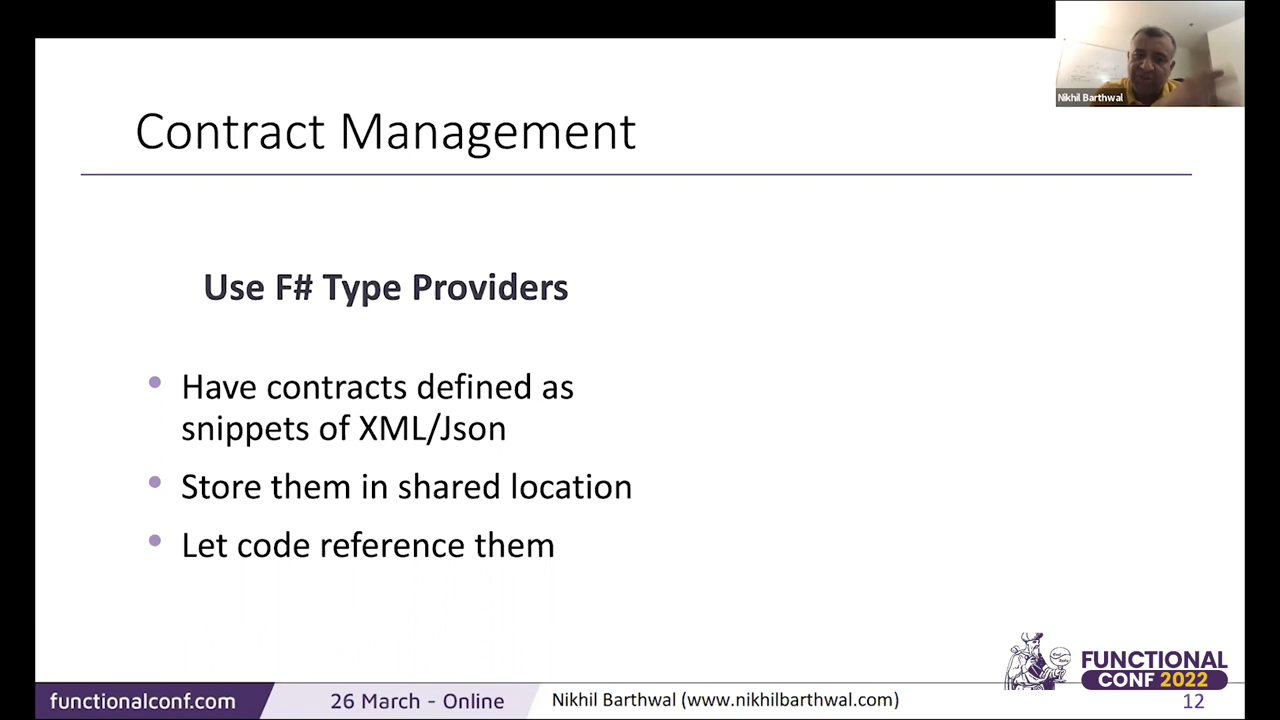 Nikhil Barthwal
Contract Management
Use F# Type Providers
• Have contracts defined as
snippets of XML/Json
• Store them in shared location
• Let code reference them
FUNCTIONAL
CONF 2022
functionalconf.com
26 March - Online
Nikhil Barthwal (www.nikhilbarthwal.com)
12